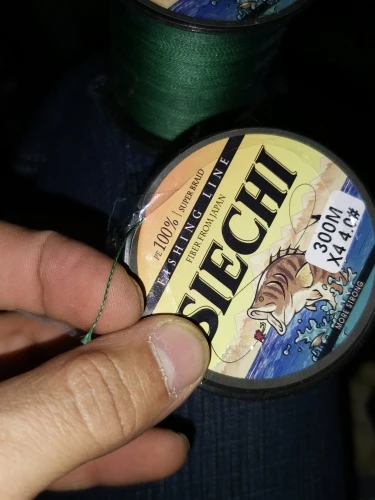 PE 100% | SUPER BRAID
FISHING LINE
FIBER FROM JAPAN
SIECHI
300M
X4 4.0#
MORE STRONG